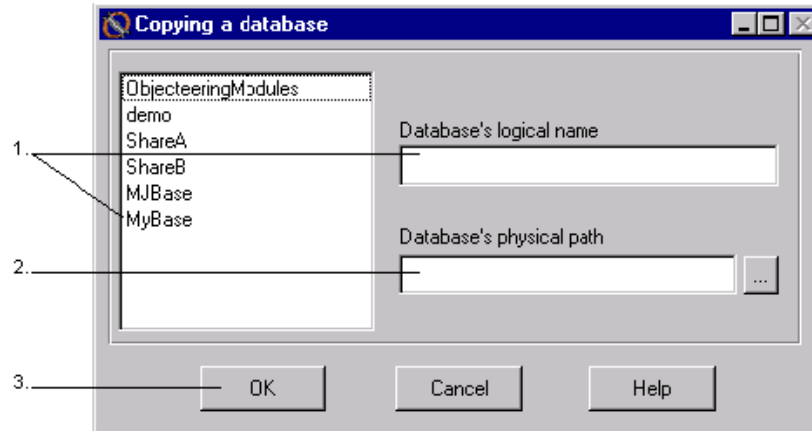 Copying a database
ObjecteeringModules
demo
ShareA
ShareB
MJBase
MyBase
Database's logical name
Database's physical path
...
1.
2.
3.
OK
Cancel
Help